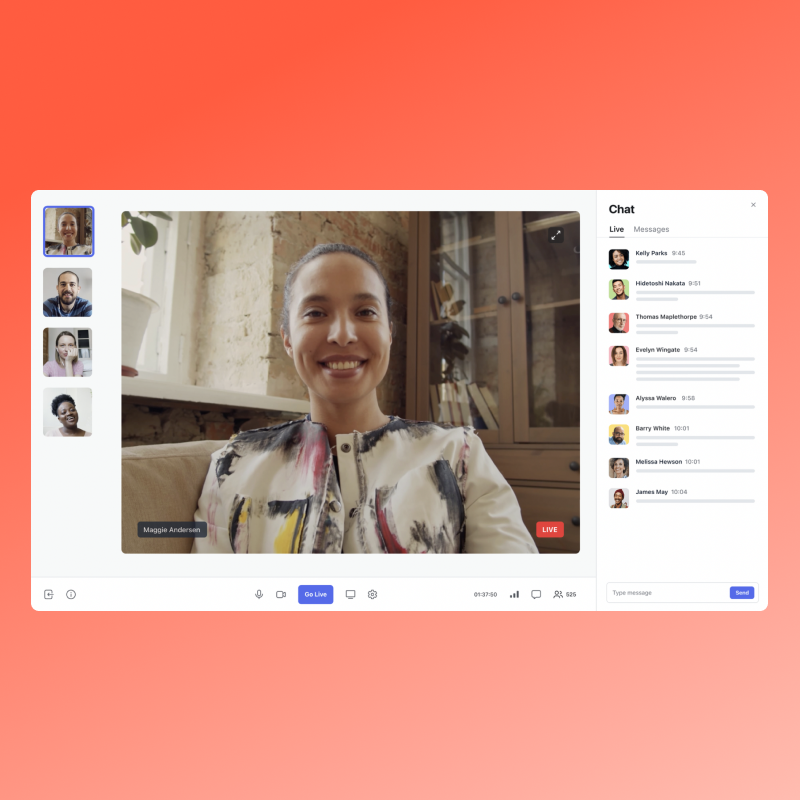 Chat
Live Messages
Kelly Parks 9:45
Hidetoshi Nakata 9:51
Thomas Maplethorpe 9:54
Evelyn Wingate 9:54
Alyssa Walero 9:58
Barry White 10:01
Melissa Hewson 10:01
James May 10:04
Type message
Send
Maggie Andersen
LIVE
Go Live
01:37:50
525